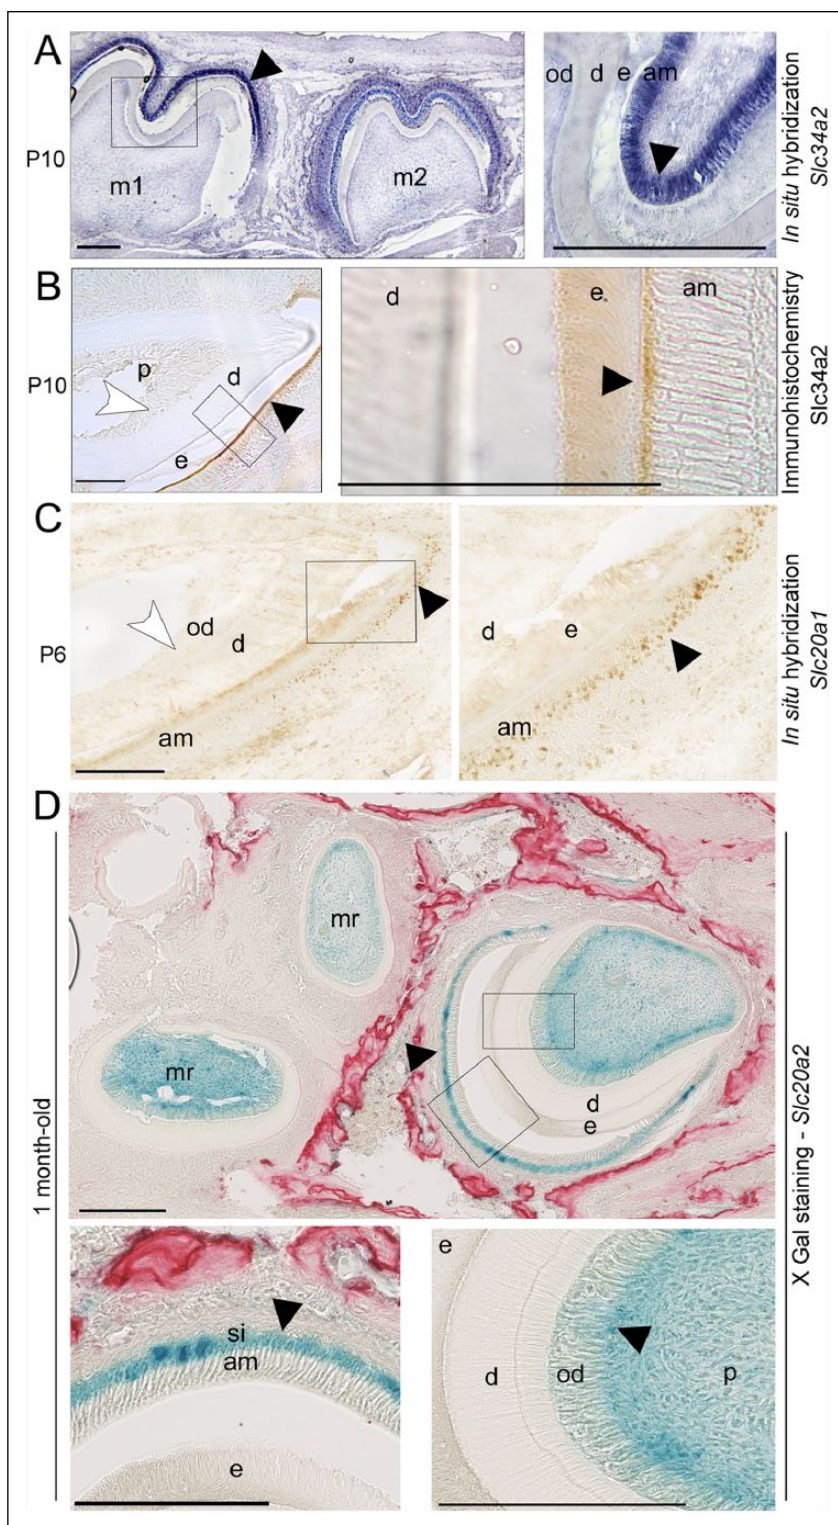 A
P10
m1
m2
od d e am
In situ hybridization
Slc34a2
B
P10
p
d
e
d
e
am
Immunohistochemistry
Slc34a2
C
P6
od
d
am
d
e
am
In situ hybridization
Slc20a1
D
1 month-old
mr
mr
d
e
X Gal staining - Slc20a2
si
am
e
e
d
od
p